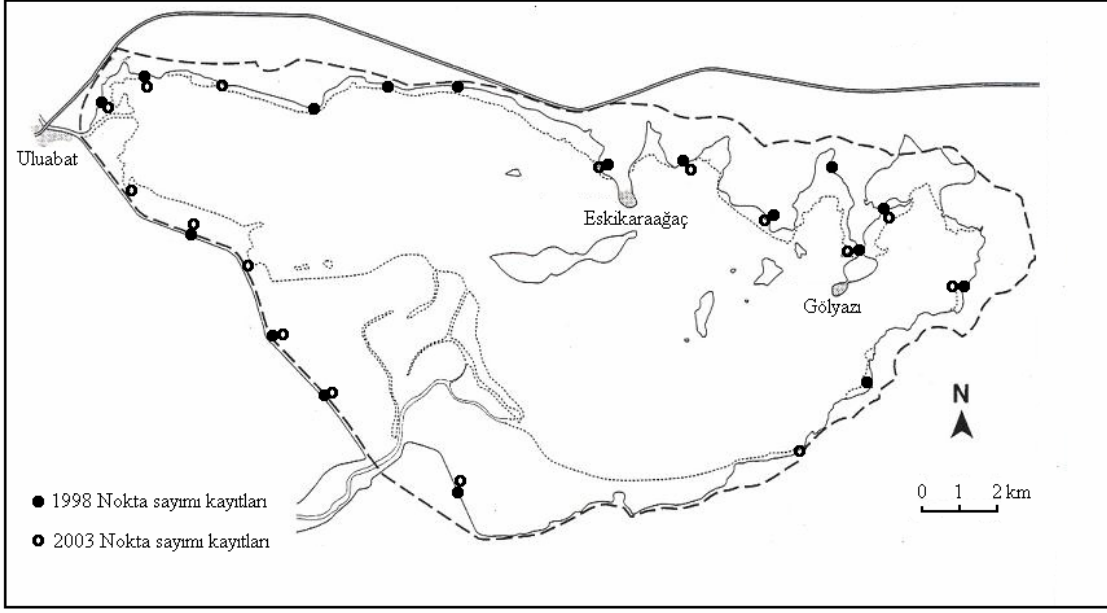 Uluabat
Eskikaraağaç
Gölyazı
N
0 1 2 km
1998 Nokta sayımı kayıtları
2003 Nokta sayımı kayıtları